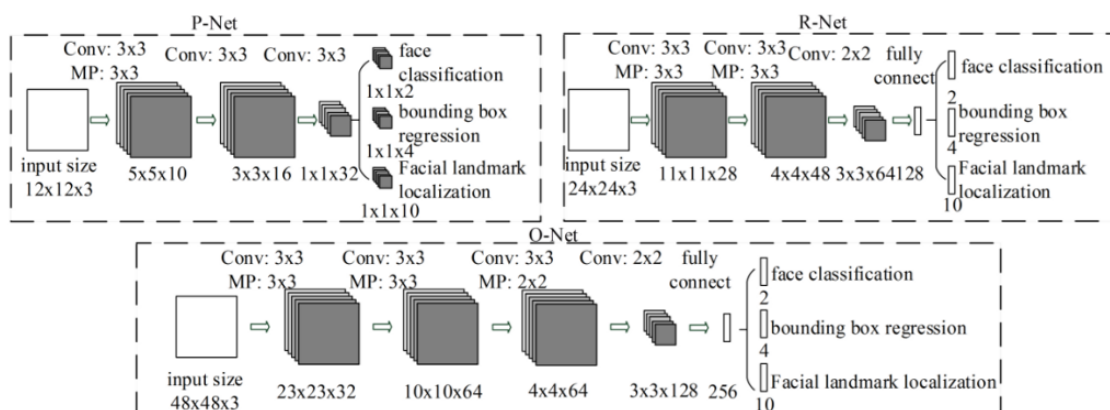 P-Net
Conv: 3x3
MP: 3x3
Conv: 3x3
Conv: 3x3
face
classification
1x1x2
bounding box
regression
1x1x4
Facial landmark
localization
1x1x10
input size
12x12x3
5x5x10
3x3x16
1x1x32
R-Net
Conv: 3x3
MP: 3x3
Conv: 3x3
MP: 3x3
Conv: 2x2
fully
connect
face classification
2
bounding box
regression
4
Facial landmark
localization
10
input size
24x24x3
11x11x28
4x4x48
3x3x64
128
O-Net
Conv: 3x3
MP: 3x3
Conv: 3x3
MP: 3x3
Conv: 3x3
MP: 2x2
Conv: 2x2
fully
connect
face classification
2
bounding box regression
4
Facial landmark localization
10
input size
48x48x3
23x23x32
10x10x64
4x4x64
3x3x128
256